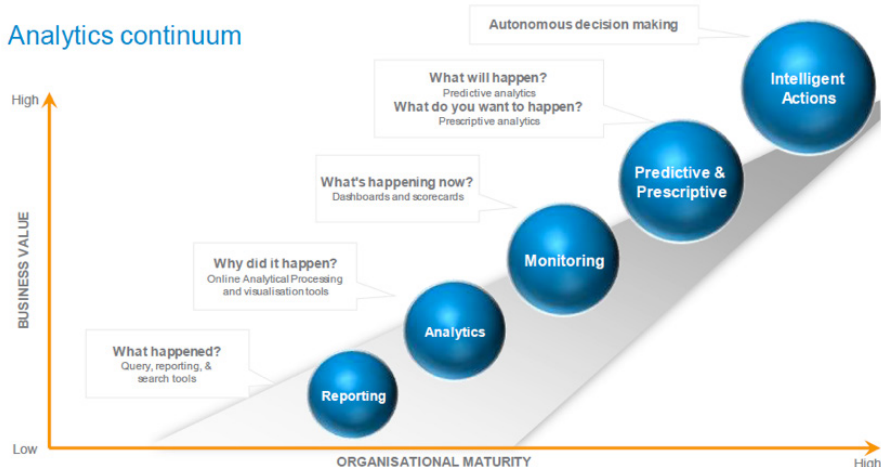 Analytics continuum
Autonomous decision making
Intelligent
Actions
High
What will happen?
Predictive analytics
What do you want to happen?
Prescriptive analytics
Predictive &
Prescriptive
What's happening now?
Dashboards and scorecards
Monitoring
Why did it happen?
Online Analytical Processing
and visualisation tools
Analytics
What happened?
Query, reporting, &
search tools
Reporting
BUSINESS VALUE
Low
ORGANISATIONAL MATURITY
High